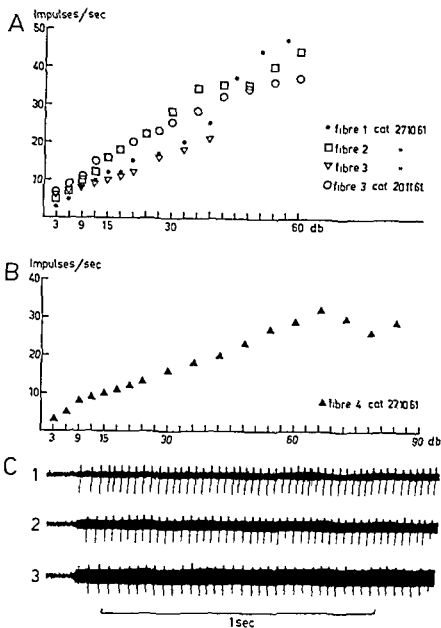 A
Impulses/sec
50
40
30
20
10
3 9 15 30 60 db
• fibre 1 cat 271061
□ fibre 2 "
▽ fibre 3 "
○ fibre 3 cat 201161
B
Impulses/sec
40
30
20
10
3 9 15 30 60 90 db
▲ fibre 4 cat 271061
C
1
2
3
1sec